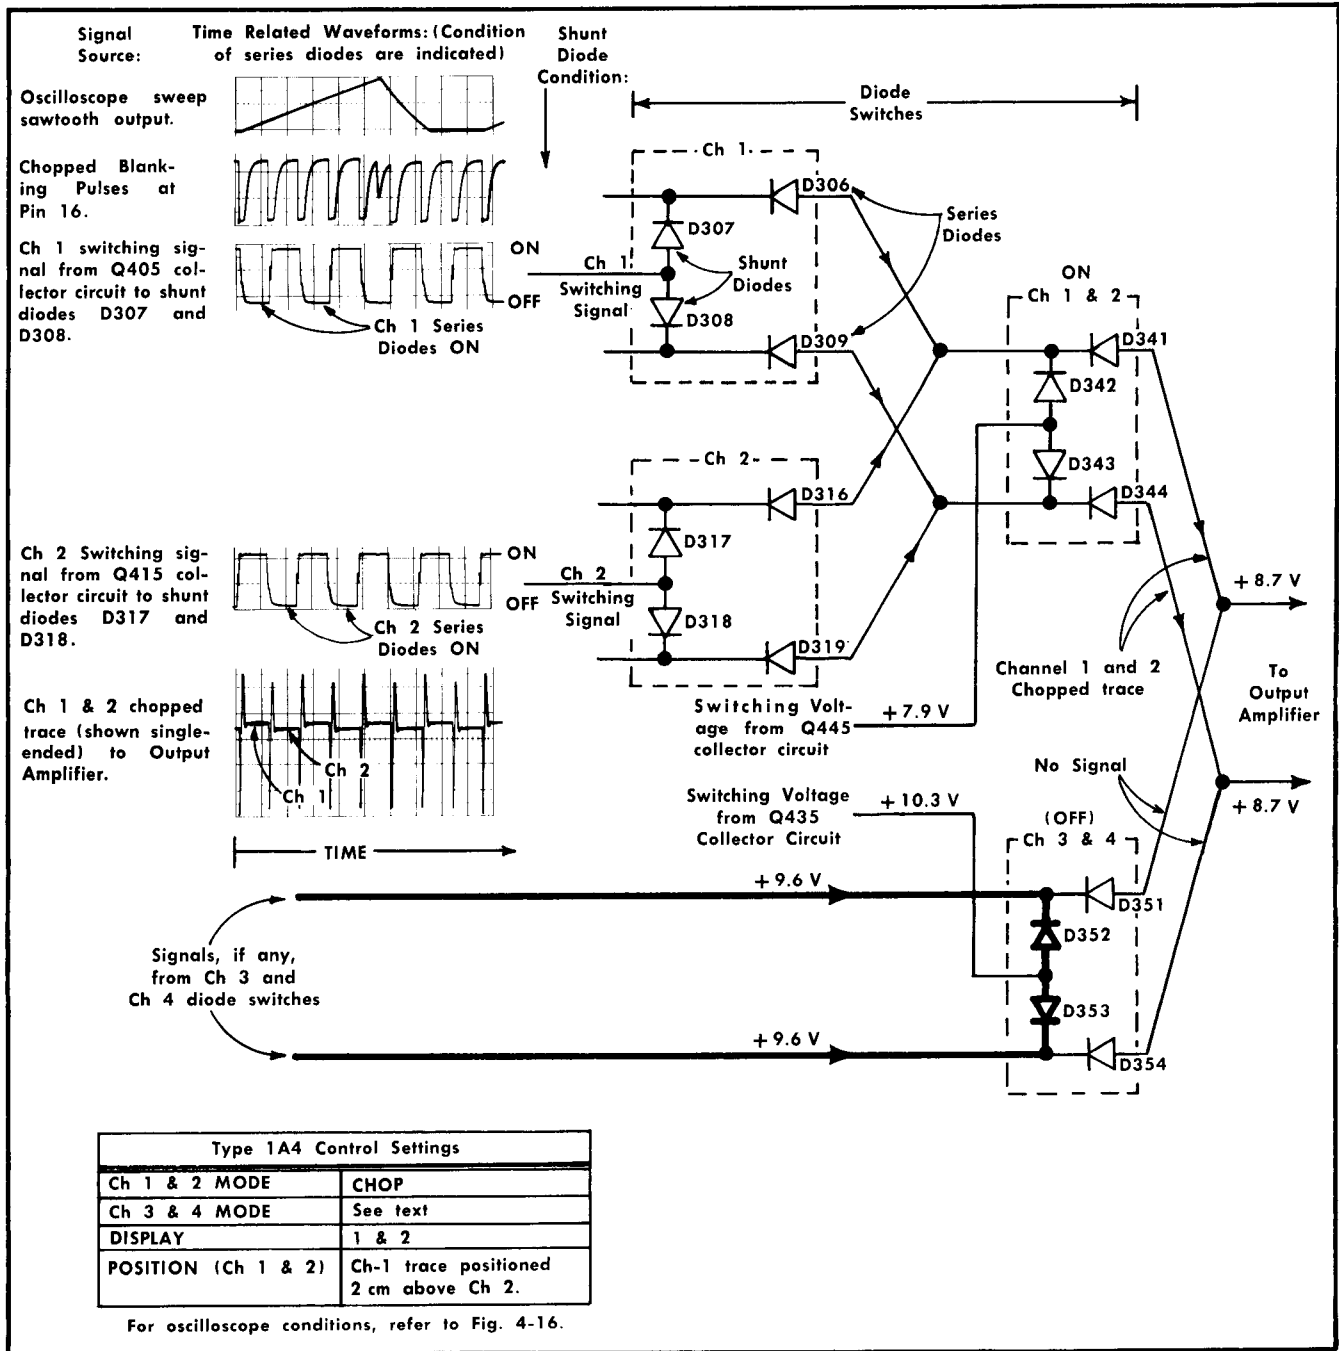 Signal
Source:
Time Related Waveforms: (Condition
of series diodes are indicated)
Shunt
Diode
Condition:
Oscilloscope sweep
sawtooth output.
Chopped Blank-
ing Pulses at
Pin 16.
Ch 1 switching sig-
nal from Q405 col-
lector circuit to shunt
diodes D307 and
D308.
ON
OFF
Ch 1 Series
Diodes ON
Diode
Switches
Ch 1
D306
D307
Ch 1
Switching
Signal
Shunt
Diodes
D308
D309
Series
Diodes
ON
Ch 1 & 2
D341
D342
D343
D344
Ch 2
D316
D317
Ch 2
Switching
Signal
D318
D319
Ch 2 Switching sig-
nal from Q415 col-
lector circuit to shunt
diodes D317 and
D318.
ON
OFF
Ch 2 Series
Diodes ON
+ 8.7 V
Channel 1 and 2
Chopped trace
To
Output
Amplifier
Ch 1 & 2 chopped
trace (shown single-
ended) to Output
Amplifier.
Ch 2
Ch 1
Switching Volt-
age from Q445
collector circuit
+ 7.9 V
No Signal
+ 8.7 V
Switching Voltage
from Q435
Collector Circuit
+ 10.3 V
(OFF)
Ch 3 & 4
TIME
+ 9.6 V
D351
D352
D353
D354
Signals, if any,
from Ch 3 and
Ch 4 diode switches
+ 9.6 V
Type 1A4 Control Settings
Ch 1 & 2 MODE CHOP
Ch 3 & 4 MODE See text
DISPLAY 1 & 2
POSITION (Ch 1 & 2) Ch-1 trace positioned
2 cm above Ch 2.
For oscilloscope conditions, refer to Fig. 4-16.